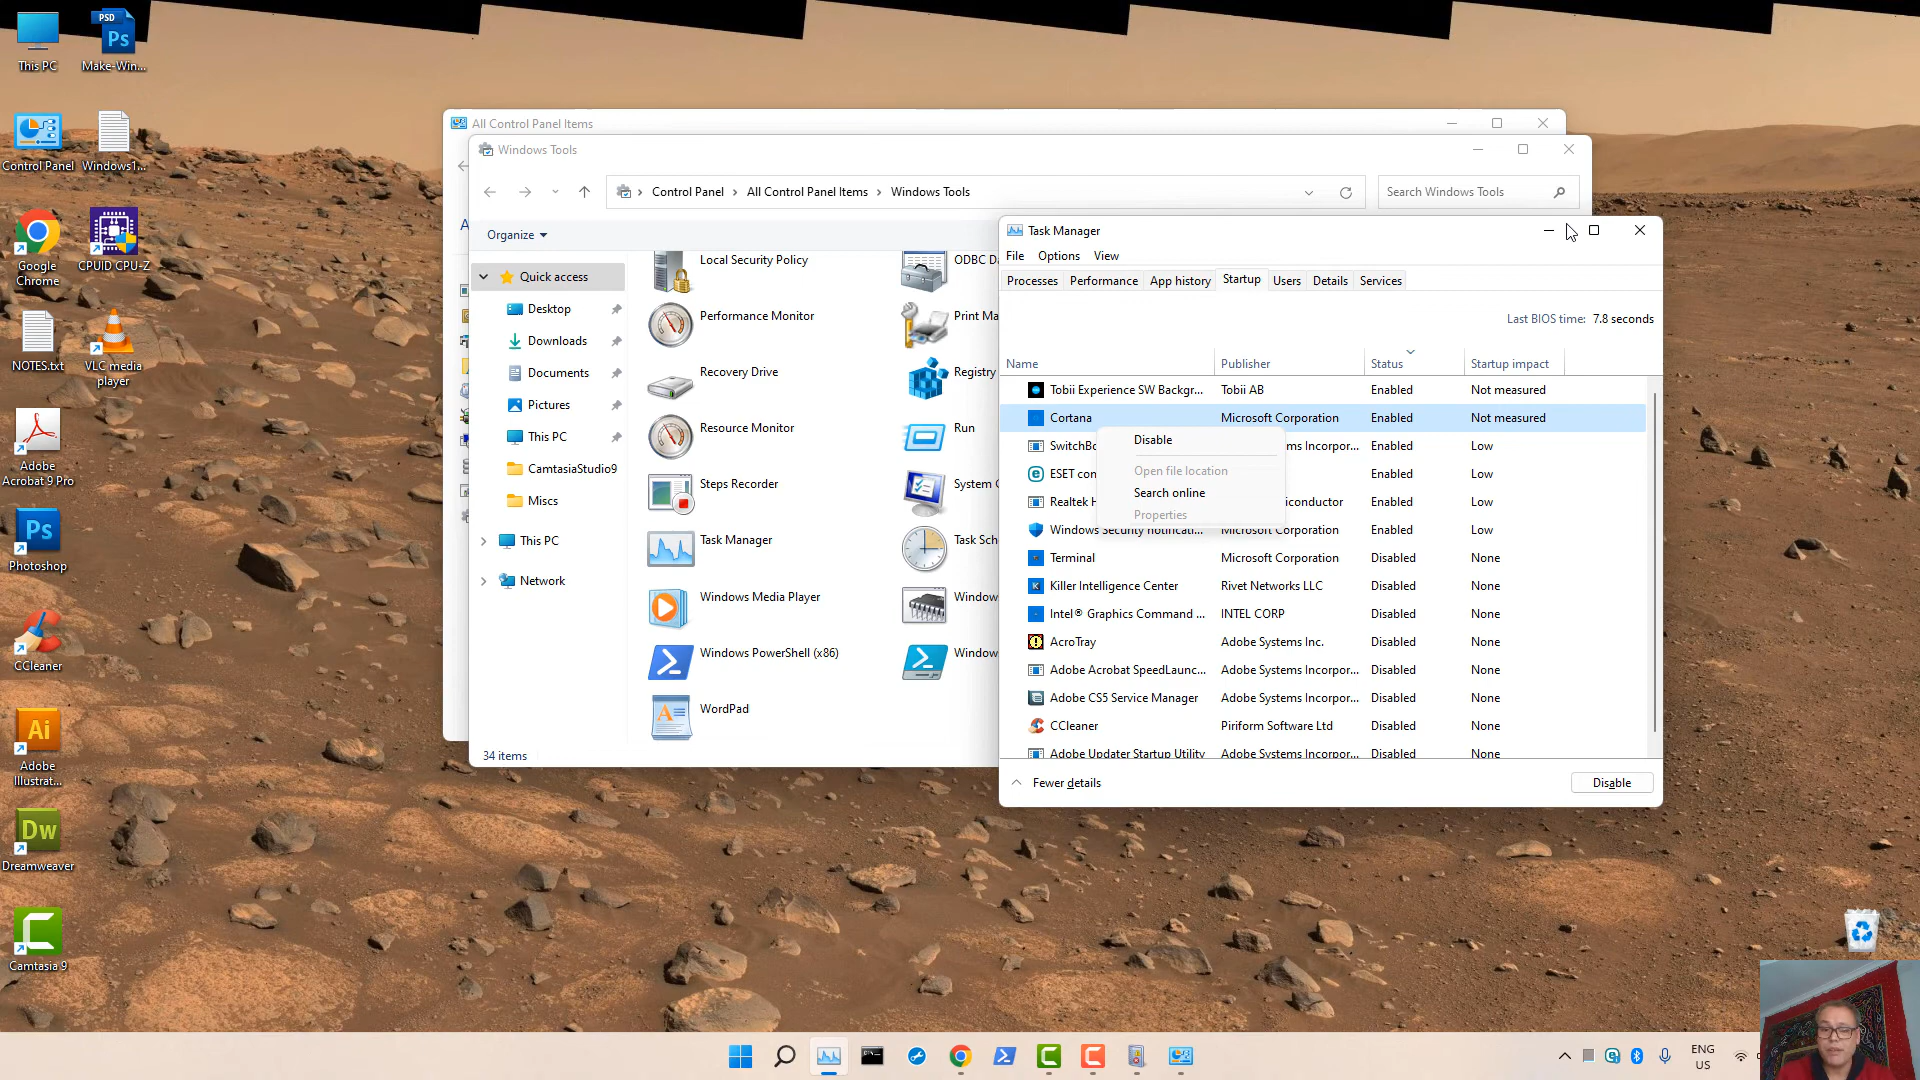 This PC
PSD
Ps
Make-Win...
Control Panel
Windows1...
Google
Chrome
CPUID CPU-Z
NOTES.txt
VLC media
player
Adobe
Acrobat 9 Pro
Ps
Photoshop
CCleaner
Ai
Adobe
Illustrat...
Dw
Dreamweaver
Camtasia 9
All Control Panel Items
Windows Tools
Control Panel > All Control Panel Items > Windows Tools
Search Windows Tools
Organize
Quick access
Desktop
Downloads
Documents
Pictures
This PC
CamtasiaStudio9
Miscs
This PC
Network
34 items
Local Security Policy
Performance Monitor
Recovery Drive
Resource Monitor
Steps Recorder
Task Manager
Windows Media Player
Windows PowerShell (x86)
WordPad
ODBC Da
Print Ma
Registry
Run
System C
Task Sch
Window
Window
Task Manager
File Options View
Processes Performance App history Startup Users Details Services
Last BIOS time: 7.8 seconds
Name Publisher Status Startup impact
Tobii Experience SW Backgr... Tobii AB Enabled Not measured
Cortana Microsoft Corporation Enabled Not measured
SwitchBo ms Incorpor... Enabled Low
ESET con Enabled Low
Realtek H iconductor Enabled Low
Windows Security notificati... Microsoft Corporation Enabled Low
Terminal Microsoft Corporation Disabled None
Killer Intelligence Center Rivet Networks LLC Disabled None
Intel® Graphics Command ... INTEL CORP Disabled None
AcroTray Adobe Systems Inc. Disabled None
Adobe Acrobat SpeedLaunc... Adobe Systems Incorpor... Disabled None
Adobe CS5 Service Manager Adobe Systems Incorpor... Disabled None
CCleaner Piriform Software Ltd Disabled None
Adobe Updater Startup Utility Adobe Systems Incorpor... Disabled None
Disable
Open file location
Search online
Properties
Fewer details
Disable
ENG
US